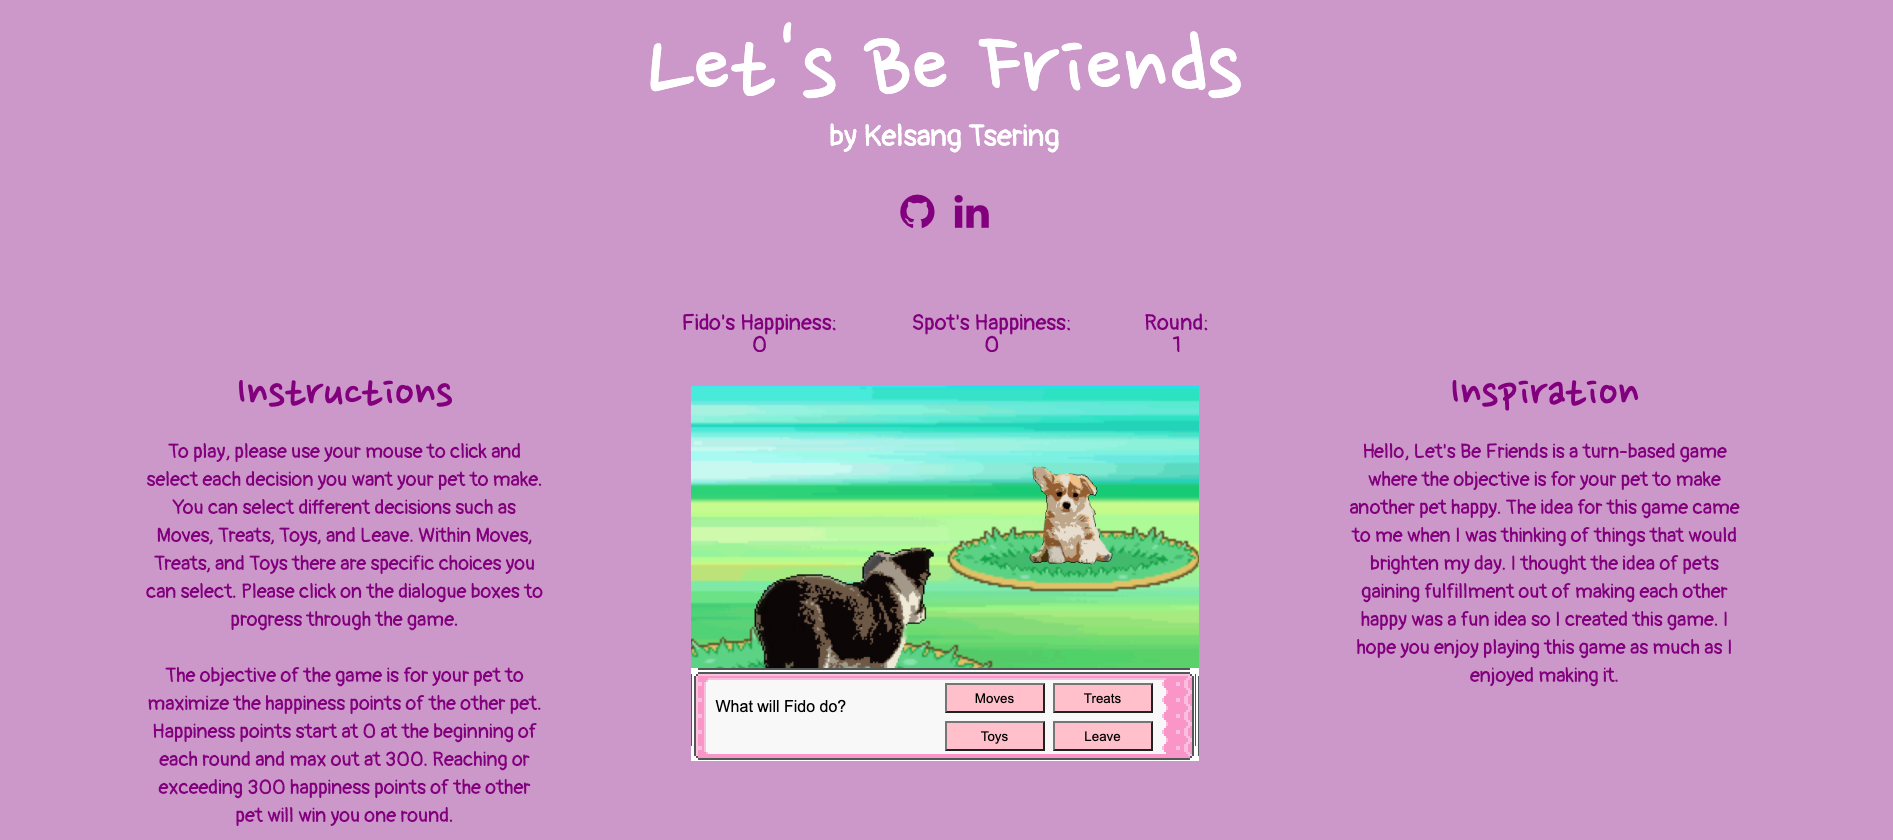 Let's Be Friends
by Kelsang Tsering
in
Fido's Happiness:
0
Spot's Happiness:
0
Round:
1
Instructions
To play, please use your mouse to click and
select each decision you want your pet to make.
You can select different decisions such as
Moves, Treats, Toys, and Leave. Within Moves,
Treats, and Toys there are specific choices you
can select. Please click on the dialogue boxes to
progress through the game.
The objective of the game is for your pet to
maximize the happiness points of the other pet.
Happiness points start at 0 at the beginning of
each round and max out at 300. Reaching or
exceeding 300 happiness points of the other
pet will win you one round.
What will Fido do?
Moves
Treats
Toys
Leave
Inspiration
Hello, Let's Be Friends is a turn-based game
where the objective is for your pet to make
another pet happy. The idea for this game came
to me when I was thinking of things that would
brighten my day. I thought the idea of pets
gaining fulfillment out of making each other
happy was a fun idea so I created this game. I
hope you enjoy playing this game as much as I
enjoyed making it.